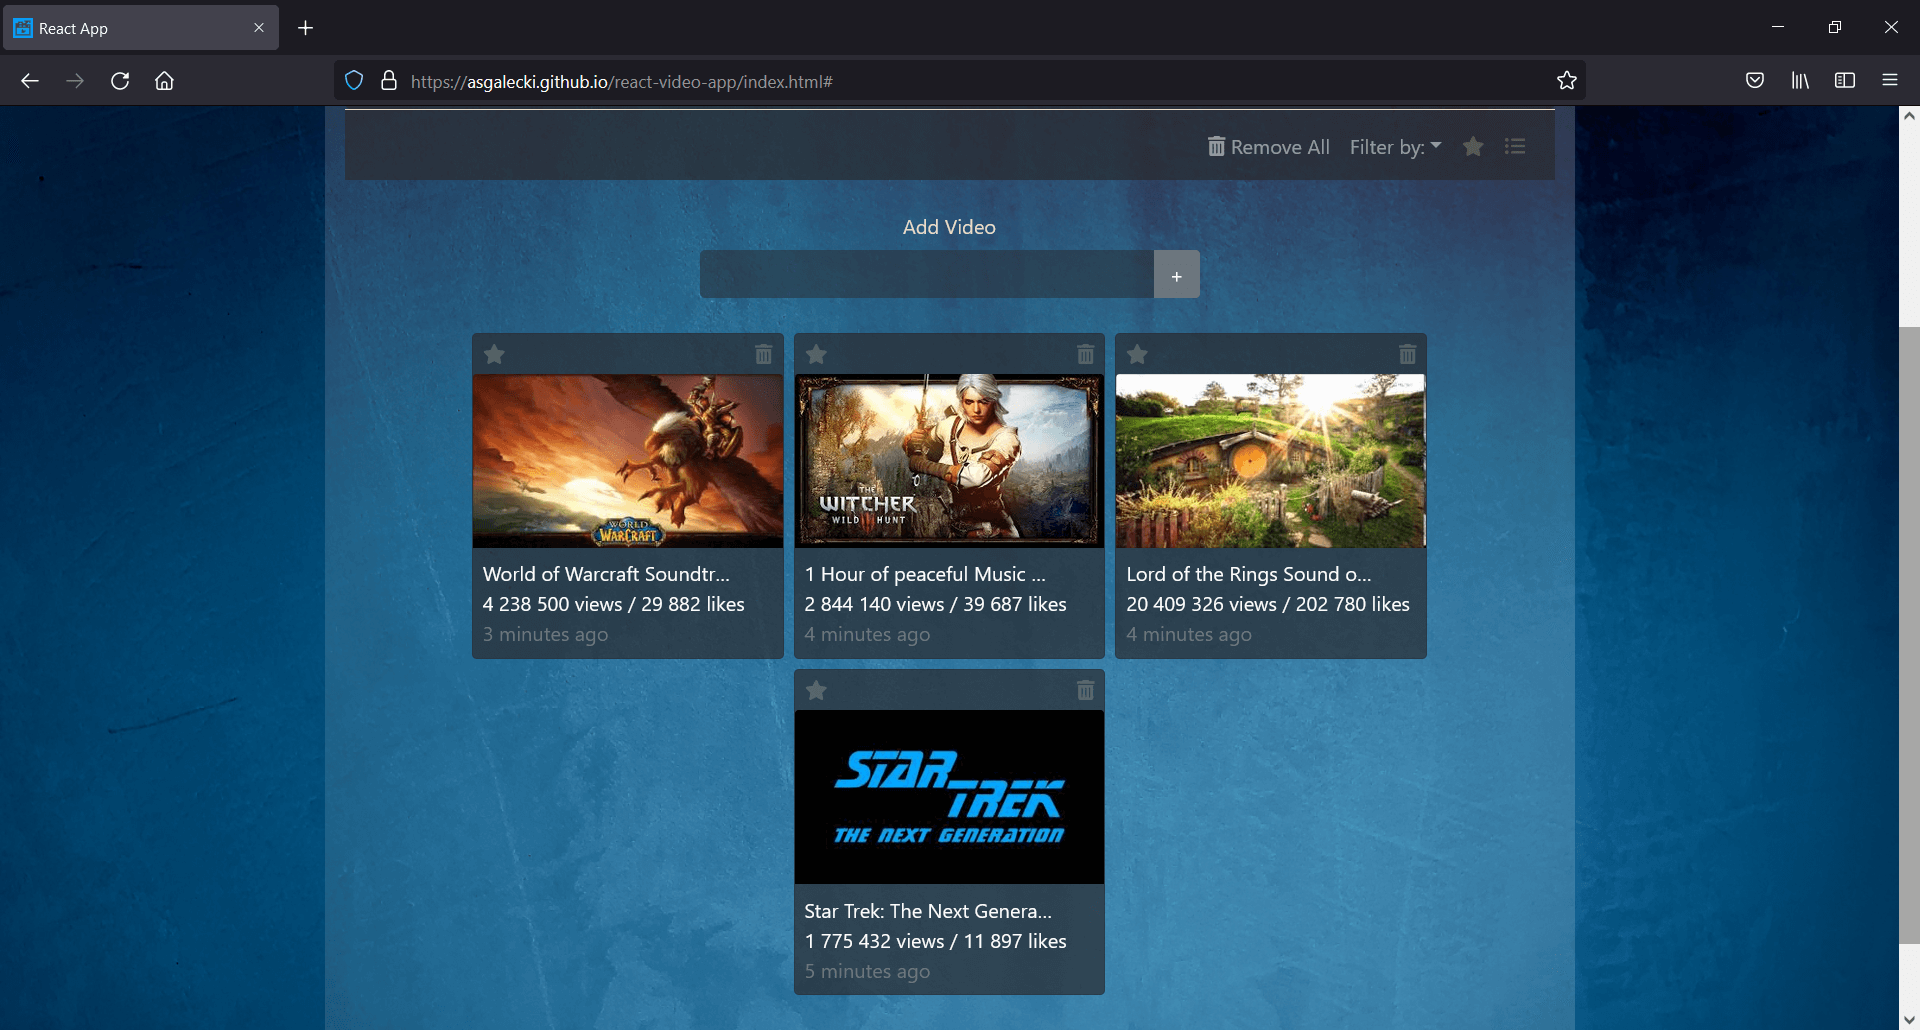 React App
https://asgalecki.github.io/react-video-app/index.html#
Remove All Filter by:
Add Video
+
WORLD
WARCRAFT
World of Warcraft Soundtr...
4 238 500 views / 29 882 likes
3 minutes ago
THE
WITCHER
WILD HUNT
1 Hour of peaceful Music ...
2 844 140 views / 39 687 likes
4 minutes ago
Lord of the Rings Sound o...
20 409 326 views / 202 780 likes
4 minutes ago
STAR
TREK
THE NEXT GENERATION
Star Trek: The Next Genera...
1 775 432 views / 11 897 likes
5 minutes ago